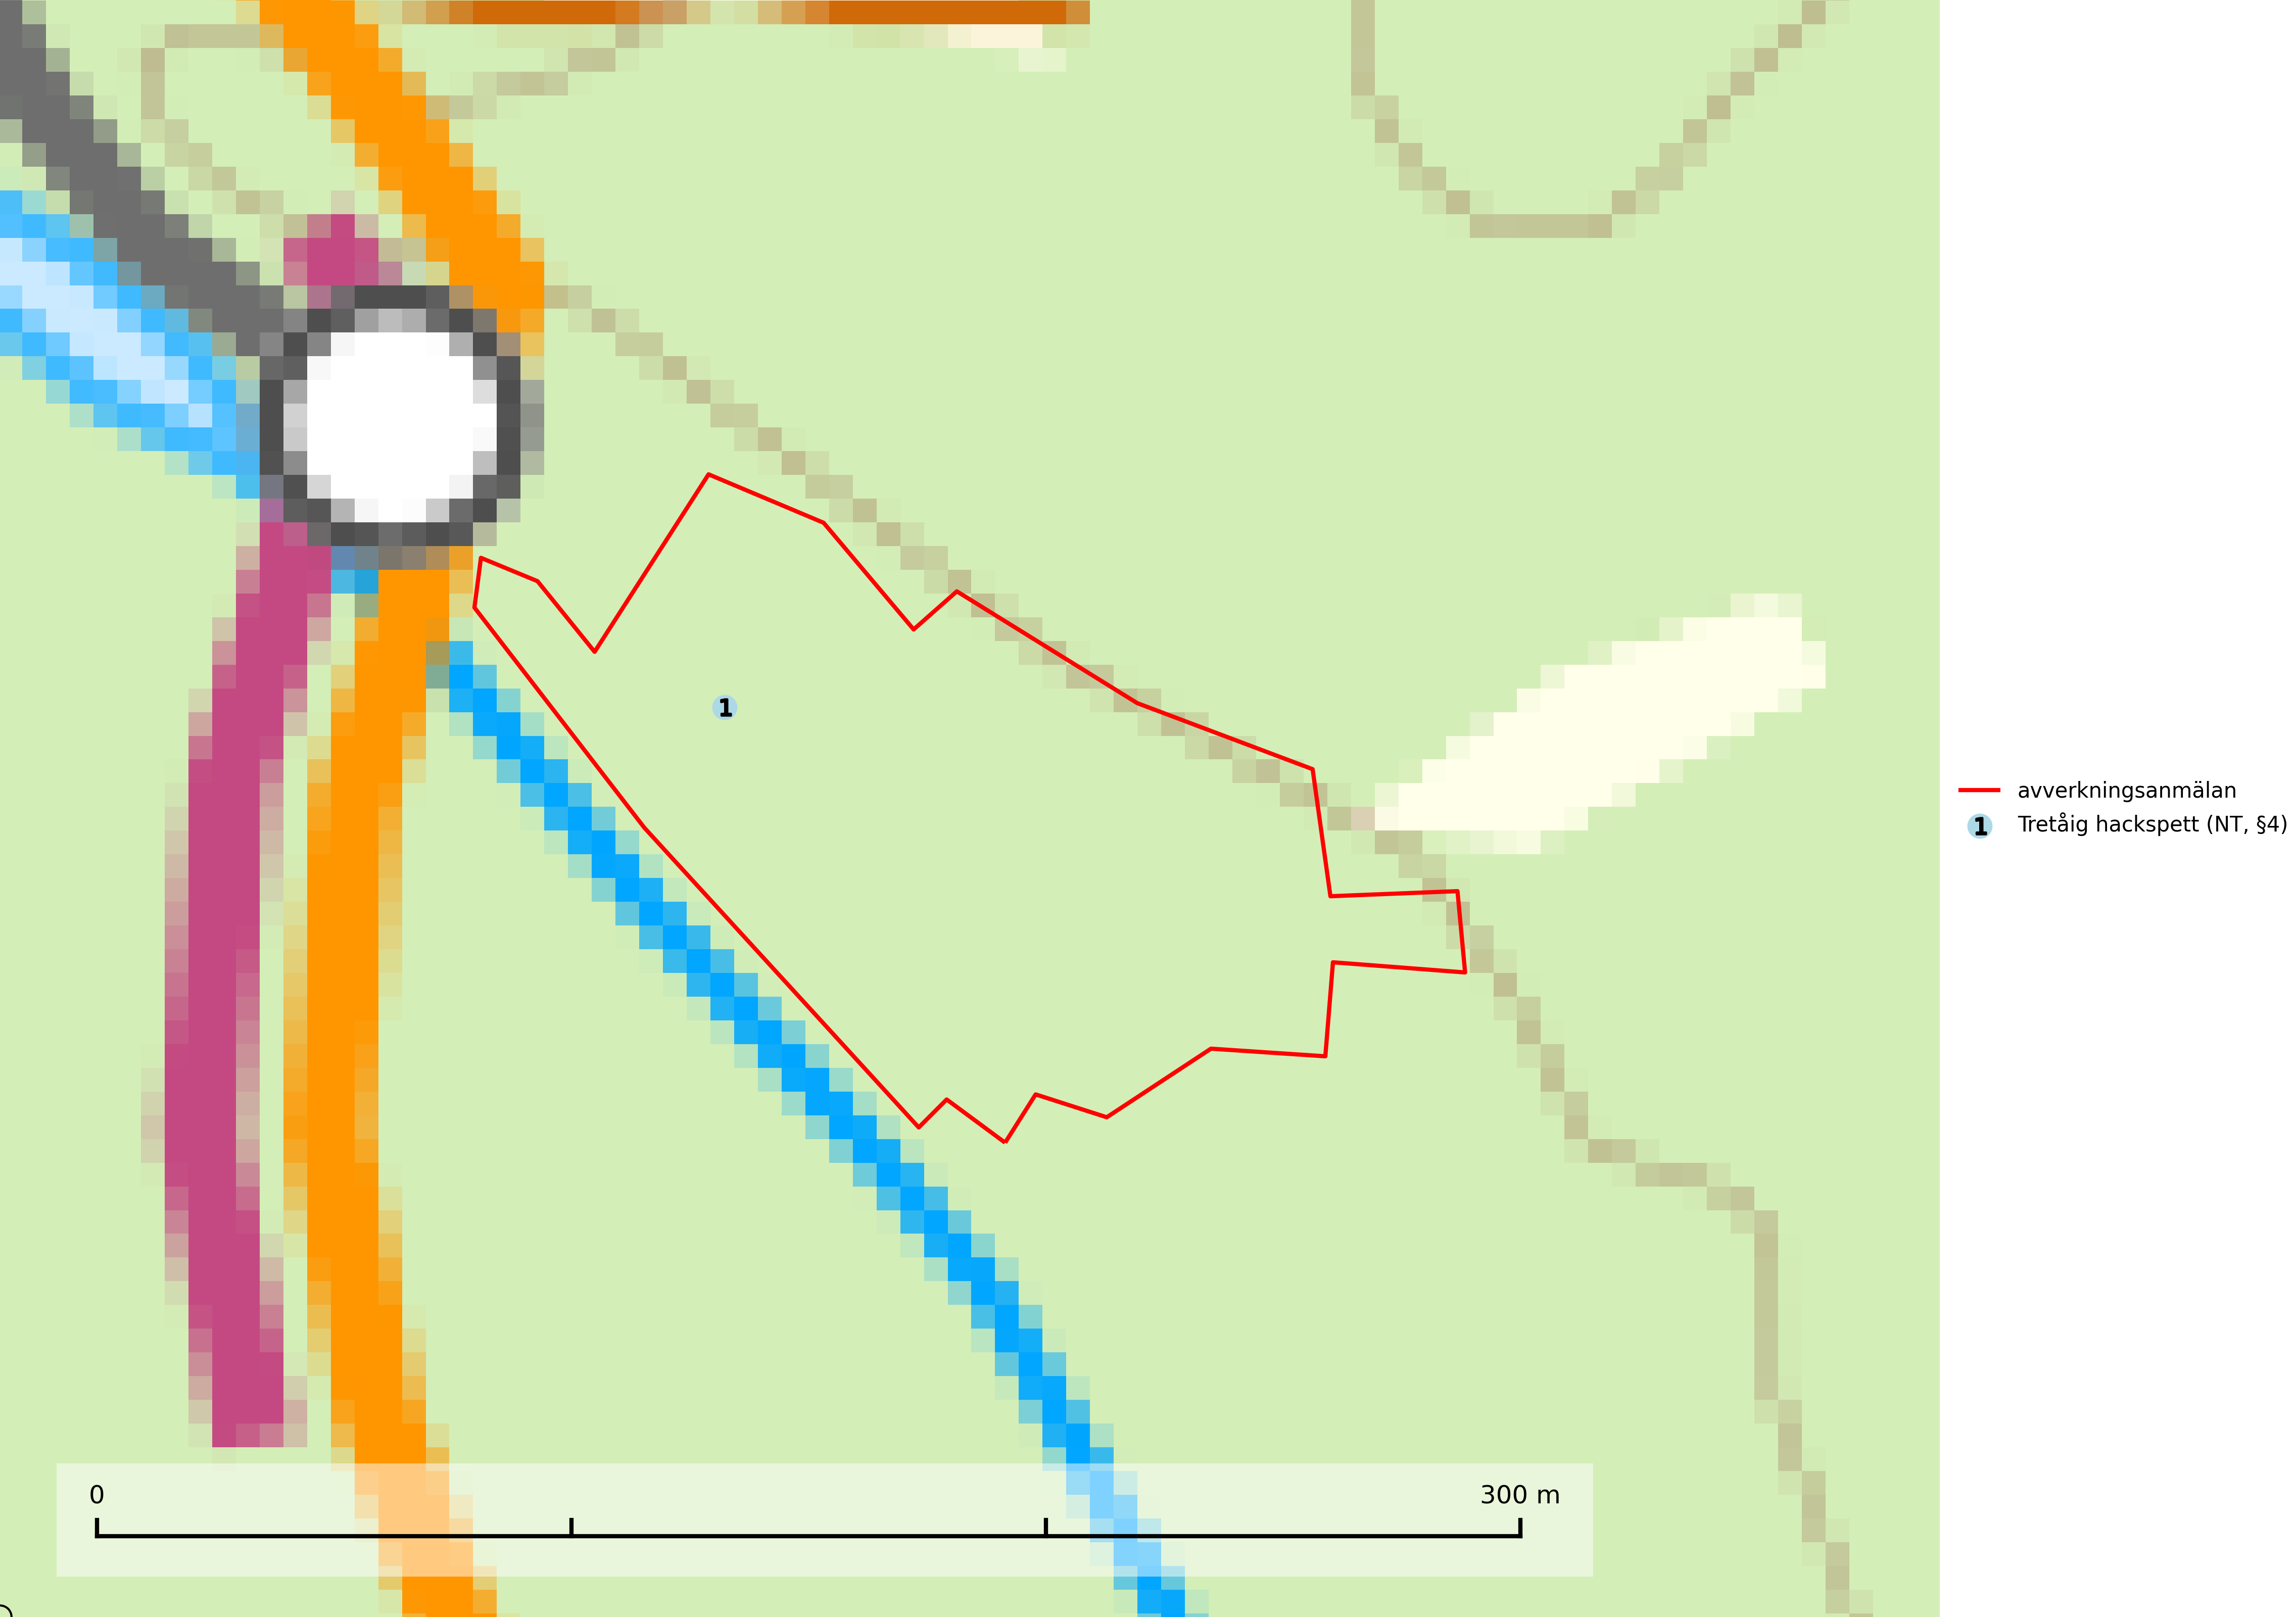 1
avverkningsanmälan
1 Tretåig hackspett (NT, §4)
0 300 m